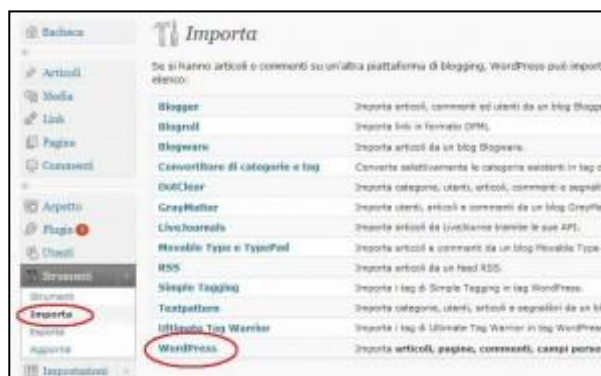 Bacheca
Articoli
Media
Link
Pagine
Commenti
Aspetto
Plugin
Utenti
Strumenti
Strumenti
Importa
Esporta
Aggiorna
Impostazioni
Importa
Se si hanno articoli o commenti su un'altra piattaforma di blogging, WordPress può import
elenco:
Blogger Importa articoli, commenti ed utenti da un blog Blogge
Blogroll Importa link in formato OPML.
Blogware Importa articoli da un blog Blogware.
Convertitore di categorie e tag Converte selettivamente le categorie esistenti in tag o
DotClear Importa categorie, utenti, articoli, commenti e segnali
GreyMatter Importa utenti, articoli e commenti da un blog GreyMa
LiveJournals Importa articoli da LiveJournal tramite le sue API.
Movable Type e TypePad Importa articoli e commenti da un blog Movable Type
RSS Importa articoli da un feed RSS.
Simple Tagging Importa i tag di Simple Tagging in tag WordPress.
Textpattern Importa categorie, utenti, articoli e segnalibri da un bl
Ultimate Tag Warrior Importa i tag di Ultimate Tag Warrior in tag WordPress
WordPress Importa articoli, pagine, commenti, campi perso